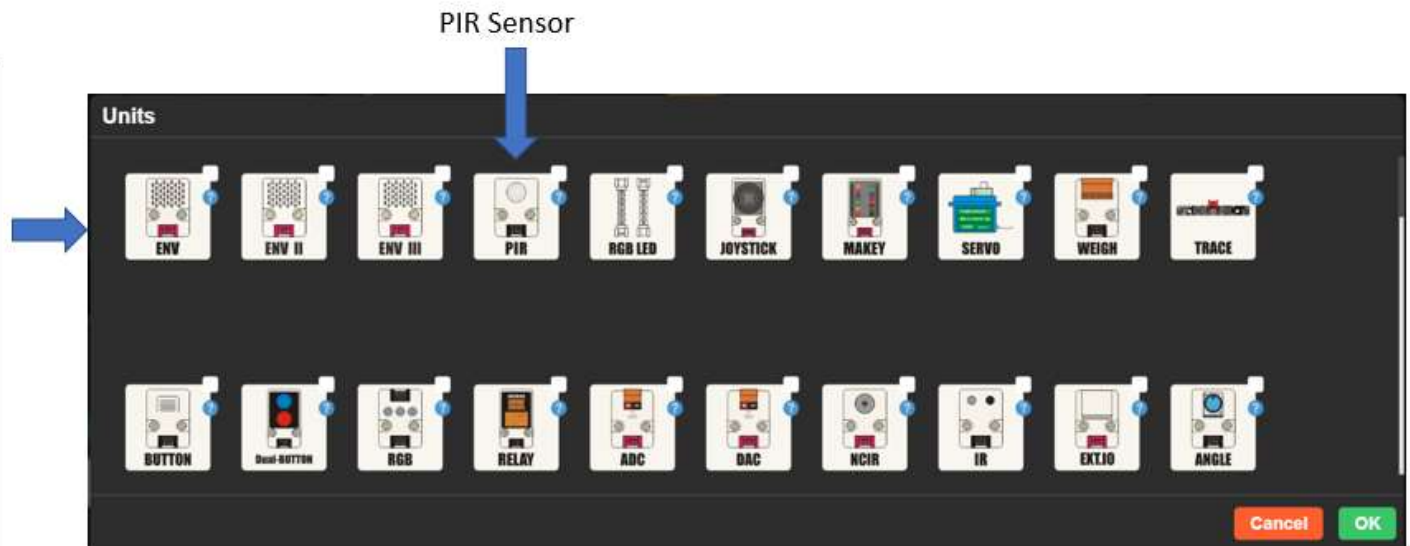 PIR Sensor
Units
ENV ENV II ENV III PIR RGB LED JOYSTICK MAKEY SERVO WEIGH TRACE
BUTTON Dual-BUTTON RGB RELAY ADC DAC NCIR IR EXT.IO ANGLE
Cancel OK